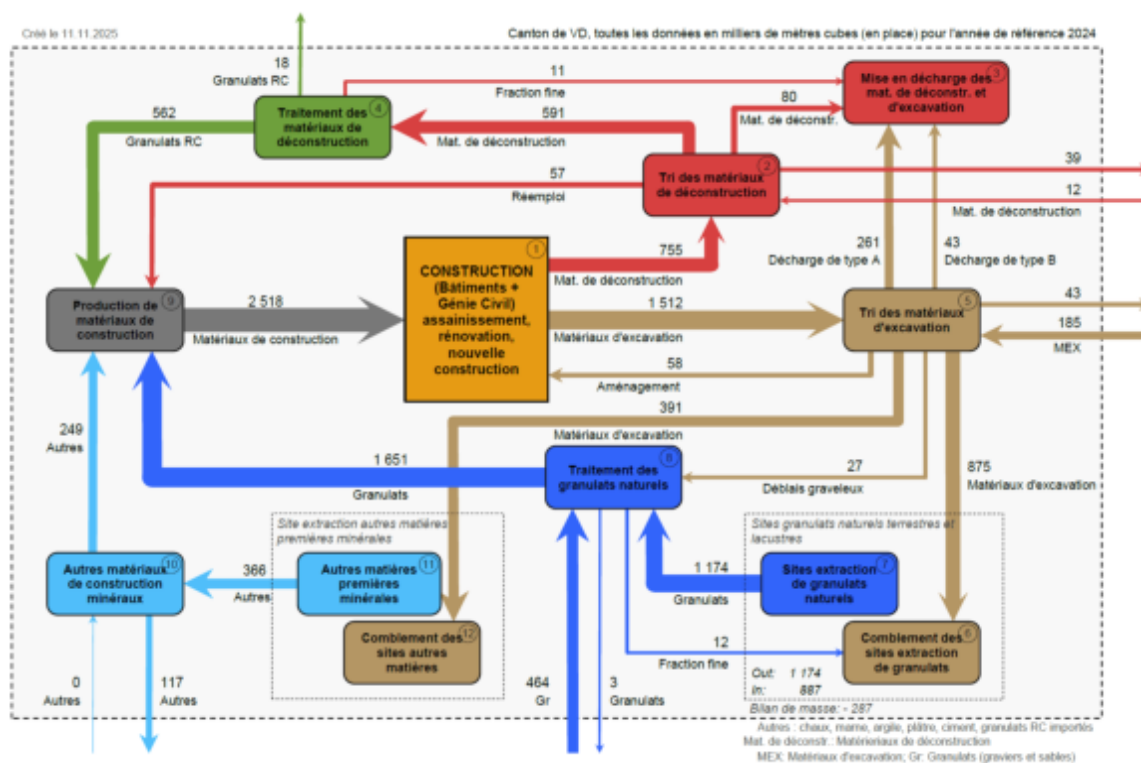 Créé le 11.11.2025
Canton de VD, toutes les données en milliers de mètres cubes (en place) pour l'année de référence 2024
18
Granulats RC
11
Fraction fine
Traitement des
matériaux de
déconstruction
4
Mise en décharge des
mat. de déconstr. et
d'excavation
3
80
Mat. de déconstr.
562
Granulats RC
591
Mat. de déconstruction
57
Réemploi
Tri des matériaux
de déconstruction
2
39
12
Mat. de déconstruction
261
Décharge de type A
43
Décharge de type B
755
Mat. de déconstruction
CONSTRUCTION
(Bâtiments +
Génie Civil)
assainissement,
rénovation,
nouvelle
construction
1
Production de
matériaux de
construction
9
2 518
Matériaux de construction
1 512
Matériaux d'excavation
Tri des matériaux
d'excavation
5
43
185
MEX
58
Aménagement
391
Matériaux d'excavation
249
Autres
1 651
Granulats
Traitement des
granulats naturels
8
27
Déblais graveleux
875
Matériaux d'excavation
Site extraction autres matières
premières minérales
Sites granulats naturels terrestres et
lacustres
Autres matériaux
de construction
minéraux
10
366
Autres
Autres matières
premières
minérales
11
1 174
Granulats
Sites extraction
de granulats
naturels
7
Comblement des
sites autres
matières
12
12
Fraction fine
Comblement des
sites extraction
de granulats
6
0
Autres
117
Autres
464
Gr
3
Granulats
Out: 1 174
In: 887
Bilan de masse: - 287
Autres : chaux, marne, argile, plâtre, ciment, granulats RC importés
Mat. de déconstr.: Matérieriaux de déconstruction
MEX: Matériaux d'excavation; Gr: Granulats (graviers et sables)